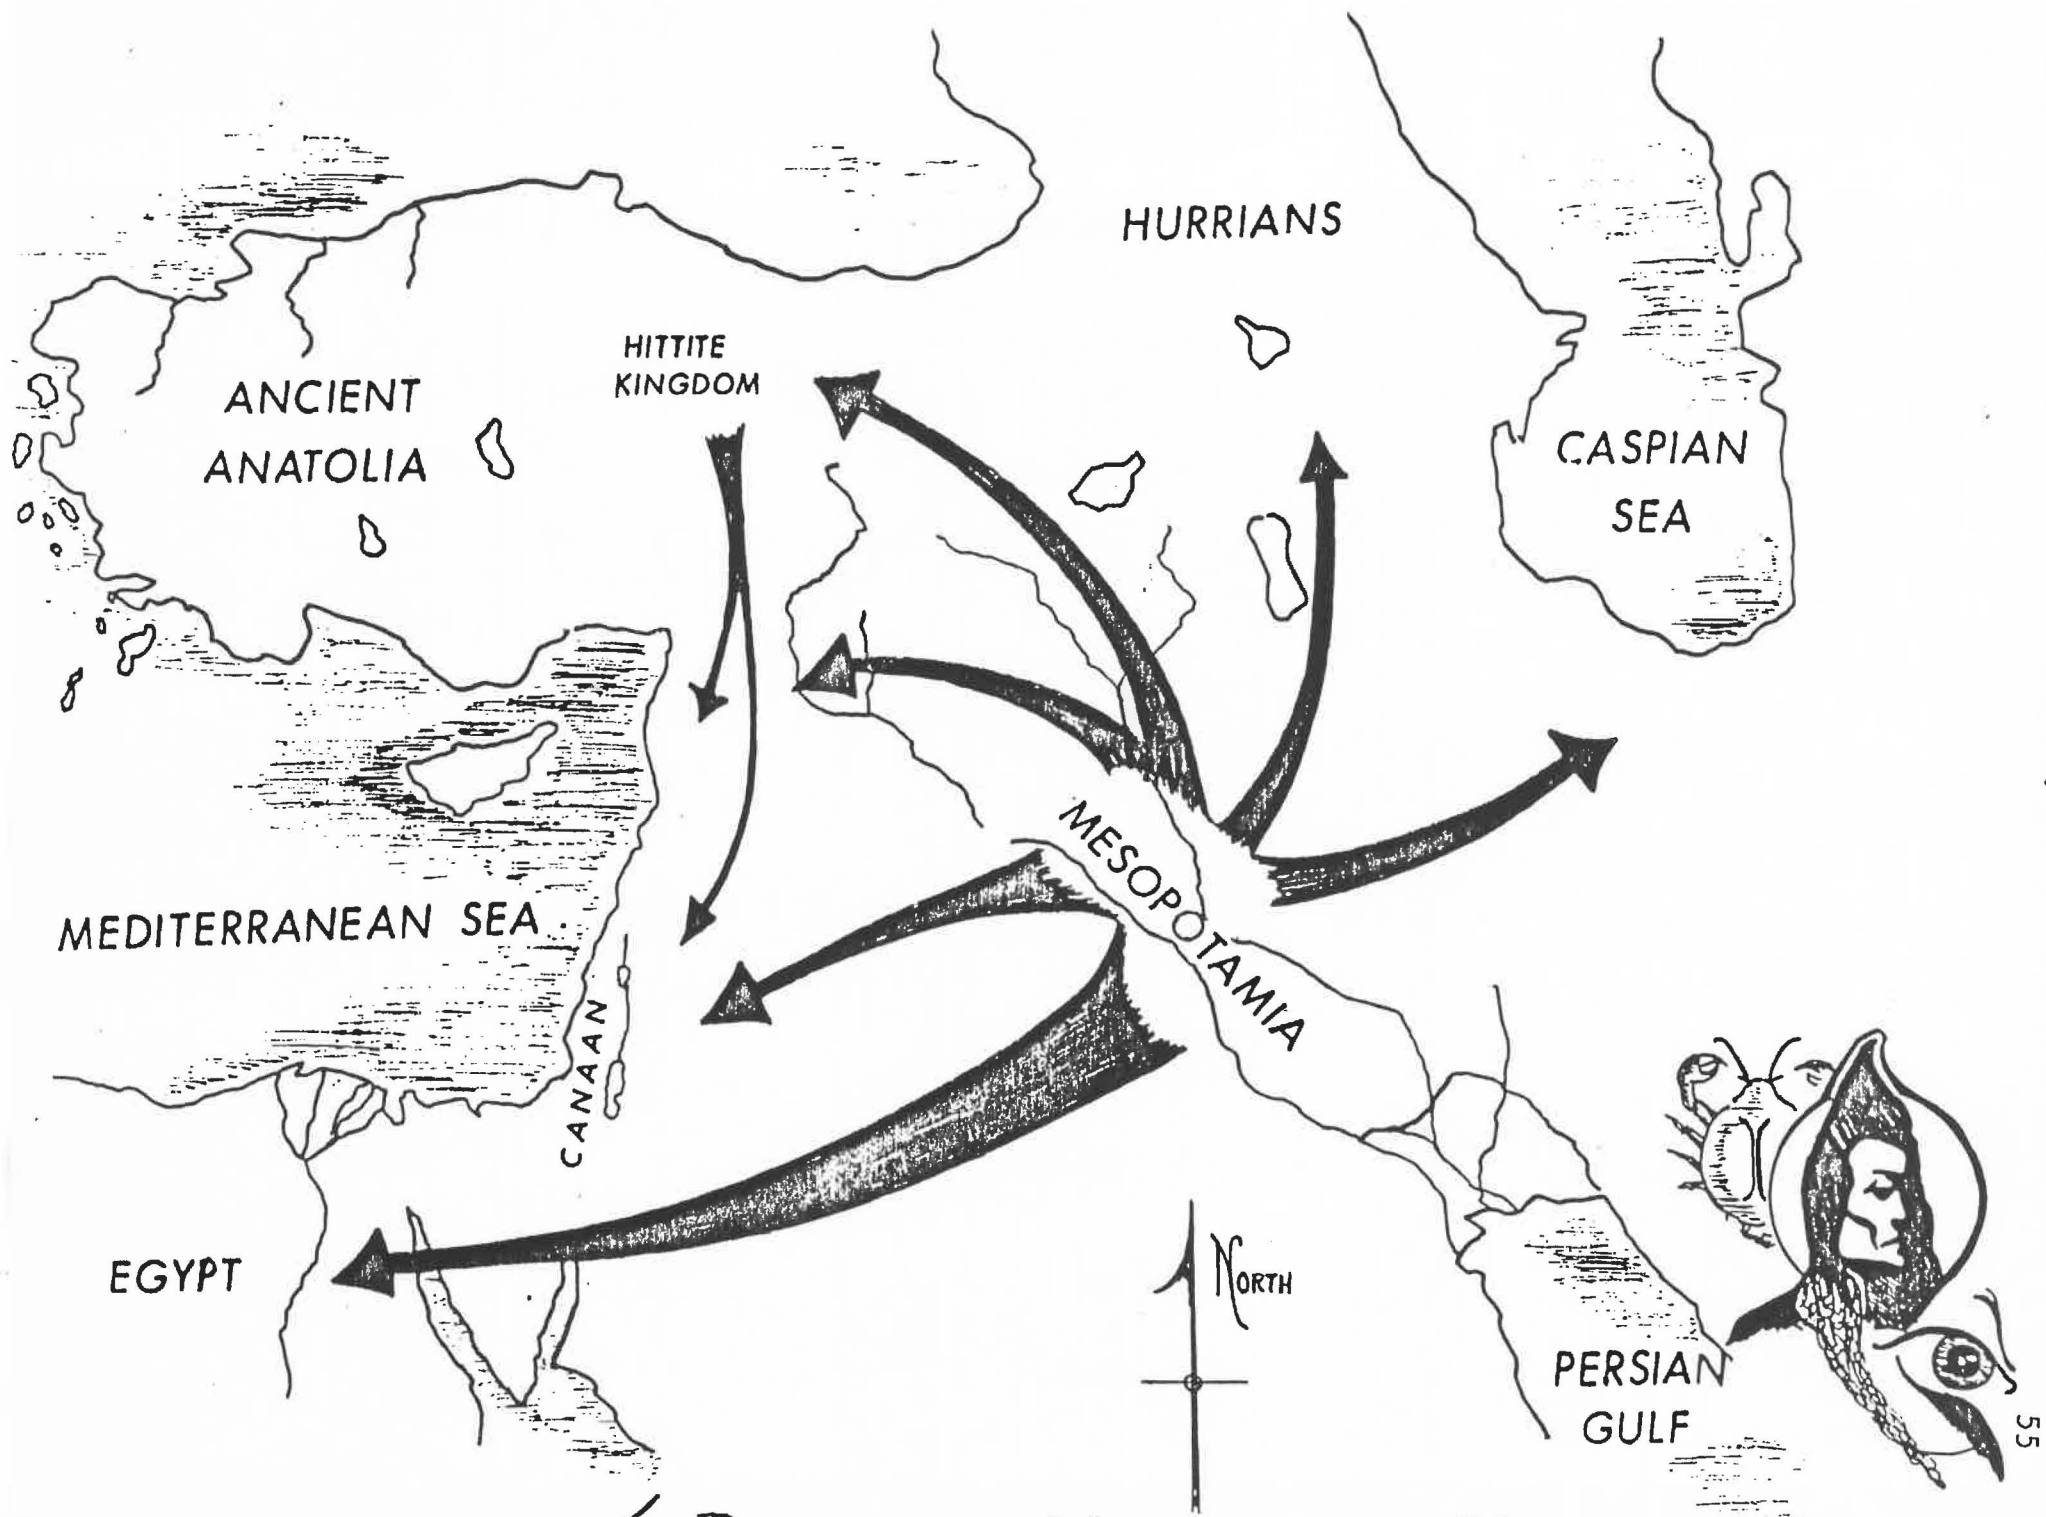 HURRIANS
HITTITE
KINGDOM
ANCIENT
ANATOLIA
CASPIAN
SEA
MESOPOTAMIA
MEDITERRANEAN SEA
CANAAN
EGYPT
NORTH
PERSIAN
GULF
55